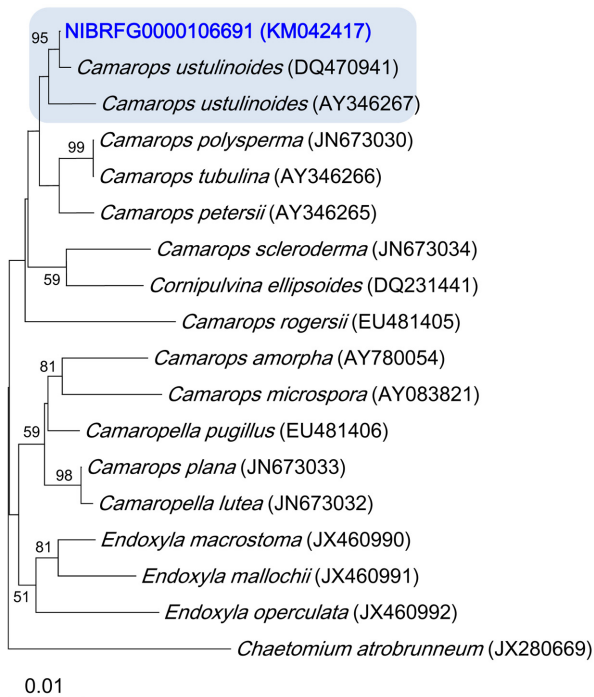 95
NIBRFG0000106691 (KM042417)
Camarops ustulinoides (DQ470941)
Camarops ustulinoides (AY346267)
Camarops polysperma (JN673030)
99
Camarops tubulina (AY346266)
Camarops petersii (AY346265)
Camarops scleroderma (JN673034)
59
Cornipulvina ellipsoides (DQ231441)
Camarops rogersii (EU481405)
Camarops amorpha (AY780054)
81
Camarops microspora (AY083821)
59
Camaropella pugillus (EU481406)
Camarops plana (JN673033)
98
Camaropella lutea (JN673032)
Endoxyla macrostoma (JX460990)
81
Endoxyla mallochii (JX460991)
51
Endoxyla operculata (JX460992)
Chaetomium atrobrunneum (JX280669)
0.01